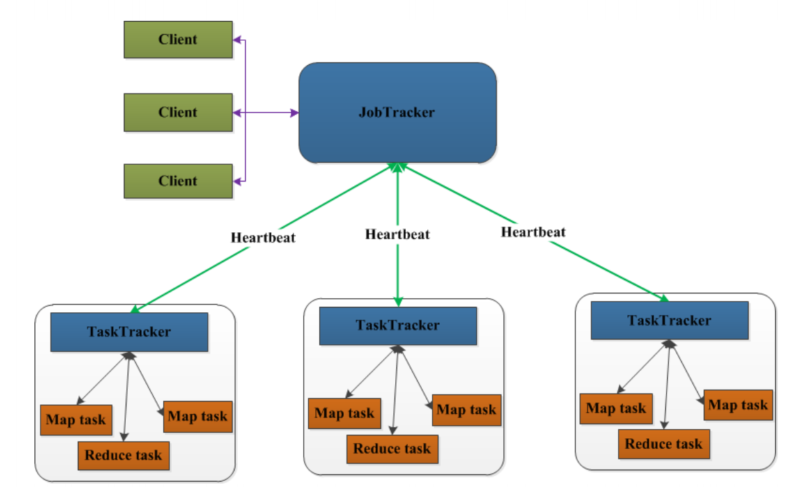 Client
Client
Client
JobTracker
Heartbeat
Heartbeat
Heartbeat
TaskTracker
Map task
Map task
Reduce task
TaskTracker
Map task
Map task
Reduce task
TaskTracker
Map task
Map task
Reduce task